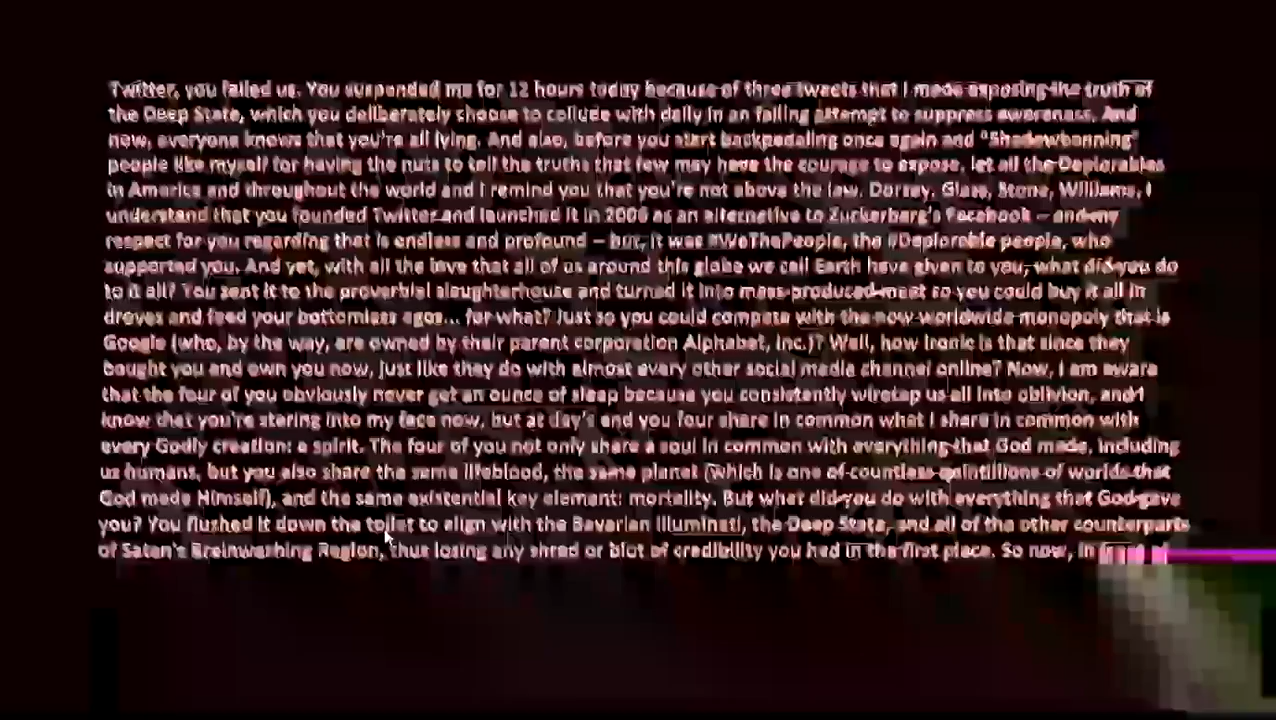 Twitter, you failed us. You suspended me for 12 hours today because of three tweets that I made exposing the truth of
the Deep State, which you deliberately choose to collude with daily in an failing attempt to suppress awareness. And
now, everyone knows that you're all lying. And also, before you start backpedaling once again and "Shadowbanning"
people like myself for having the nuts to tell the truths that few may have the courage to expose, let all the Deplorables
in America and throughout the world and I remind you that you're not above the law. Dorsey, Glass, Stone, Williams, I
understand that you founded Twitter and launched it in 2006 as an alternative to Zuckerberg's Facebook – and my
respect for you regarding that is endless and profound – but, it was #WeThePeople, the #Deplorable people, who
supported you. And yet, with all the love that all of us around this globe we call Earth have given to you, what did you do
to it all? You sent it to the proverbial slaughterhouse and turned it into mass-produced meat so you could buy it all in
droves and feed your bottomless egos... for what? Just so you could compete with the now-worldwide monopoly that is
Google (who, by the way, are owned by their parent corporation Alphabet, Inc.)? Well, how ironic is that since they
bought you and own you now, just like they do with almost every other social media channel online? Now, I am aware
that the four of you obviously never get an ounce of sleep because you consistently wiretap us all into oblivion, and I
know that you're staring into my face now, but at day's end you four share in common what I share in common with
every Godly creation: a spirit. The four of you not only share a soul in common with everything that God made, including
us humans, but you also share the same lifeblood, the same planet (which is one of countless quintillions of worlds that
God made Himself), and the same existential key element: mortality. But what did you do with everything that God gave
you? You flushed it down the toilet to align with the Bavarian Illuminati, the Deep State, and all of the other counterparts
of Satan's Brainwashing Region, thus losing any shred or blot of credibility you had in the first place. So now, in